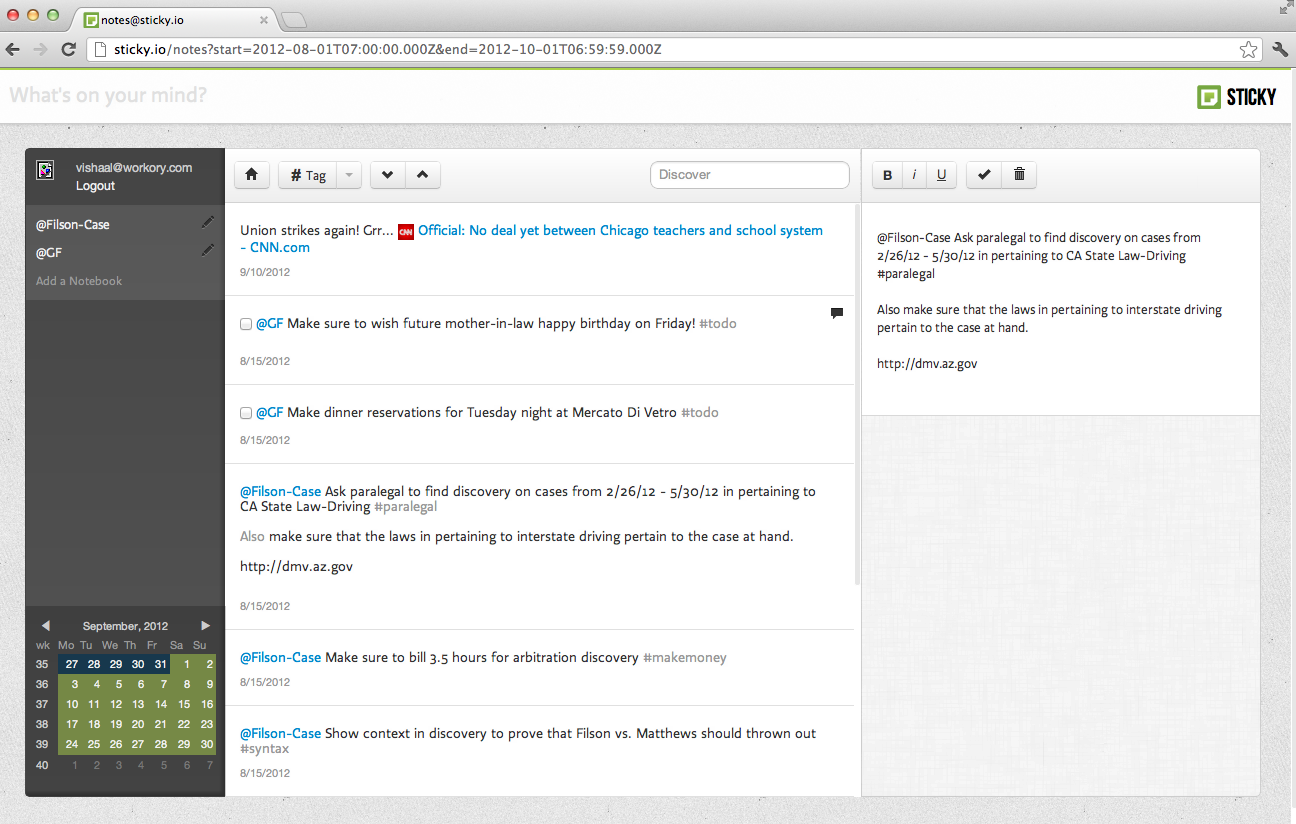 notes@sticky.io
sticky.io/notes?start=2012-08-01T07:00:00.000Z&end=2012-10-01T06:59:59.000Z
What's on your mind?
STICKY
vishaal@workory.com
Logout
@Filson-Case
@GF
Add a Notebook
September, 2012
wk Mo Tu We Th Fr Sa Su
35 27 28 29 30 31 1 2
36 3 4 5 6 7 8 9
37 10 11 12 13 14 15 16
38 17 18 19 20 21 22 23
39 24 25 26 27 28 29 30
40 1 2 3 4 5 6 7
# Tag
Discover
Union strikes again! Grr... CNN Official: No deal yet between Chicago teachers and school system
- CNN.com
9/10/2012
@GF Make sure to wish future mother-in-law happy birthday on Friday! #todo
8/15/2012
@GF Make dinner reservations for Tuesday night at Mercato Di Vetro #todo
8/15/2012
@Filson-Case Ask paralegal to find discovery on cases from 2/26/12 - 5/30/12 in pertaining to
CA State Law-Driving #paralegal
Also make sure that the laws in pertaining to interstate driving pertain to the case at hand.
http://dmv.az.gov
8/15/2012
@Filson-Case Make sure to bill 3.5 hours for arbitration discovery #makemoney
8/15/2012
@Filson-Case Show context in discovery to prove that Filson vs. Matthews should thrown out
#syntax
8/15/2012
B i U
@Filson-Case Ask paralegal to find discovery on cases from
2/26/12 - 5/30/12 in pertaining to CA State Law-Driving
#paralegal
Also make sure that the laws in pertaining to interstate driving
pertain to the case at hand.
http://dmv.az.gov